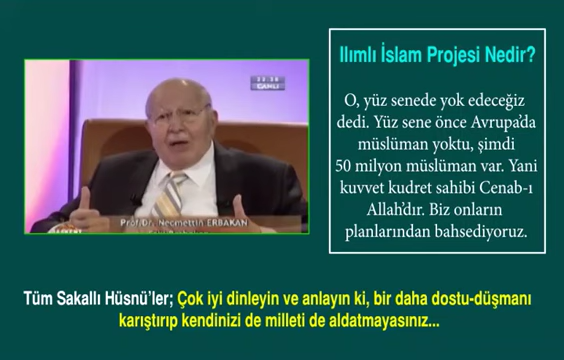 Ilımlı İslam Projesi Nedir?
O, yüz senede yok edeceğiz
dedi. Yüz sene önce Avrupa'da
müslüman yoktu, şimdi
50 milyon müslüman var. Yani
kuvvet kudret sahibi Cenab-ı
Allah'dır. Biz onların
planlarından bahsediyoruz.
22:38
CANLI
Prof.Dr. Necmettin ERBAKAN
Tüm Sakallı Hüsnü'ler; Çok iyi dinleyin ve anlayın ki, bir daha dostu-düşmanı
karıştırıp kendinizi de milleti de aldatmayasınız...